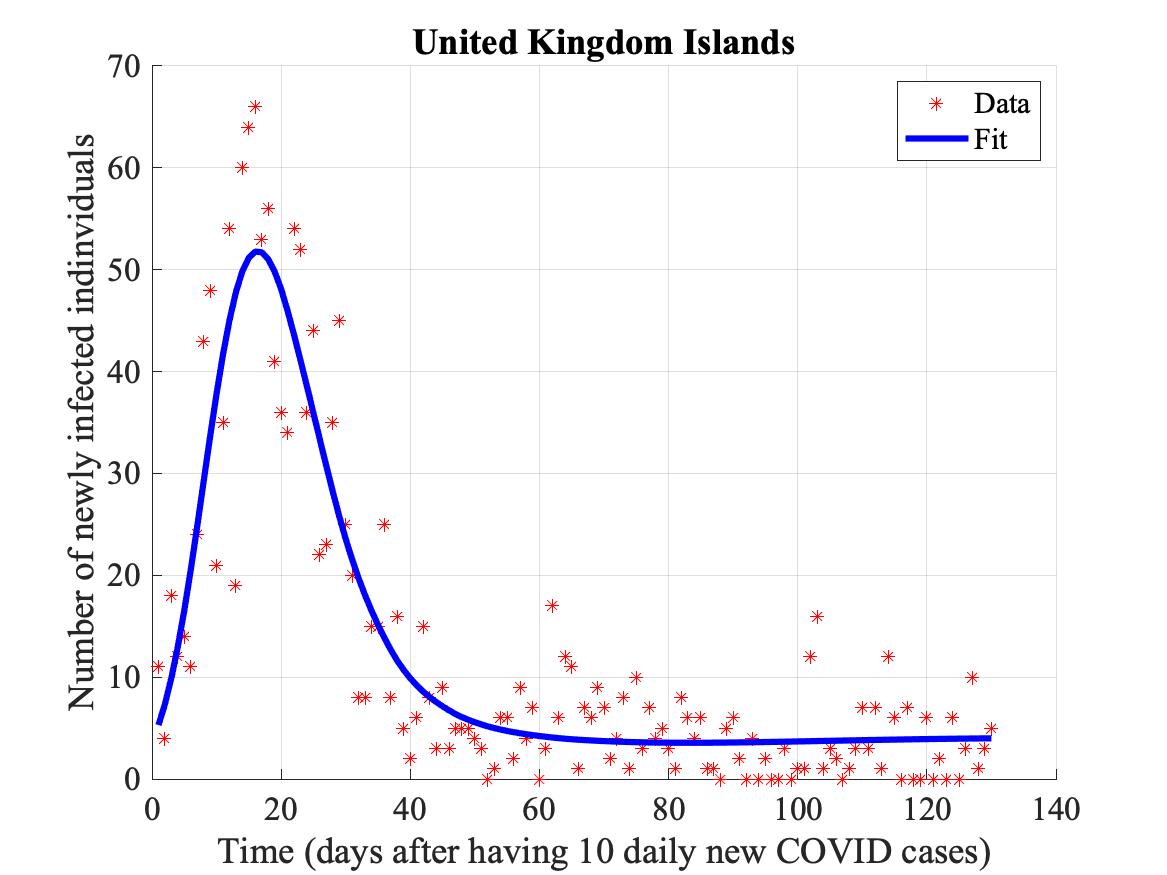 United Kingdom Islands
Data
Fit
Number of newly infected indinviduals
70
60
50
40
30
20
10
0
0 20 40 60 80 100 120 140
Time (days after having 10 daily new COVID cases)